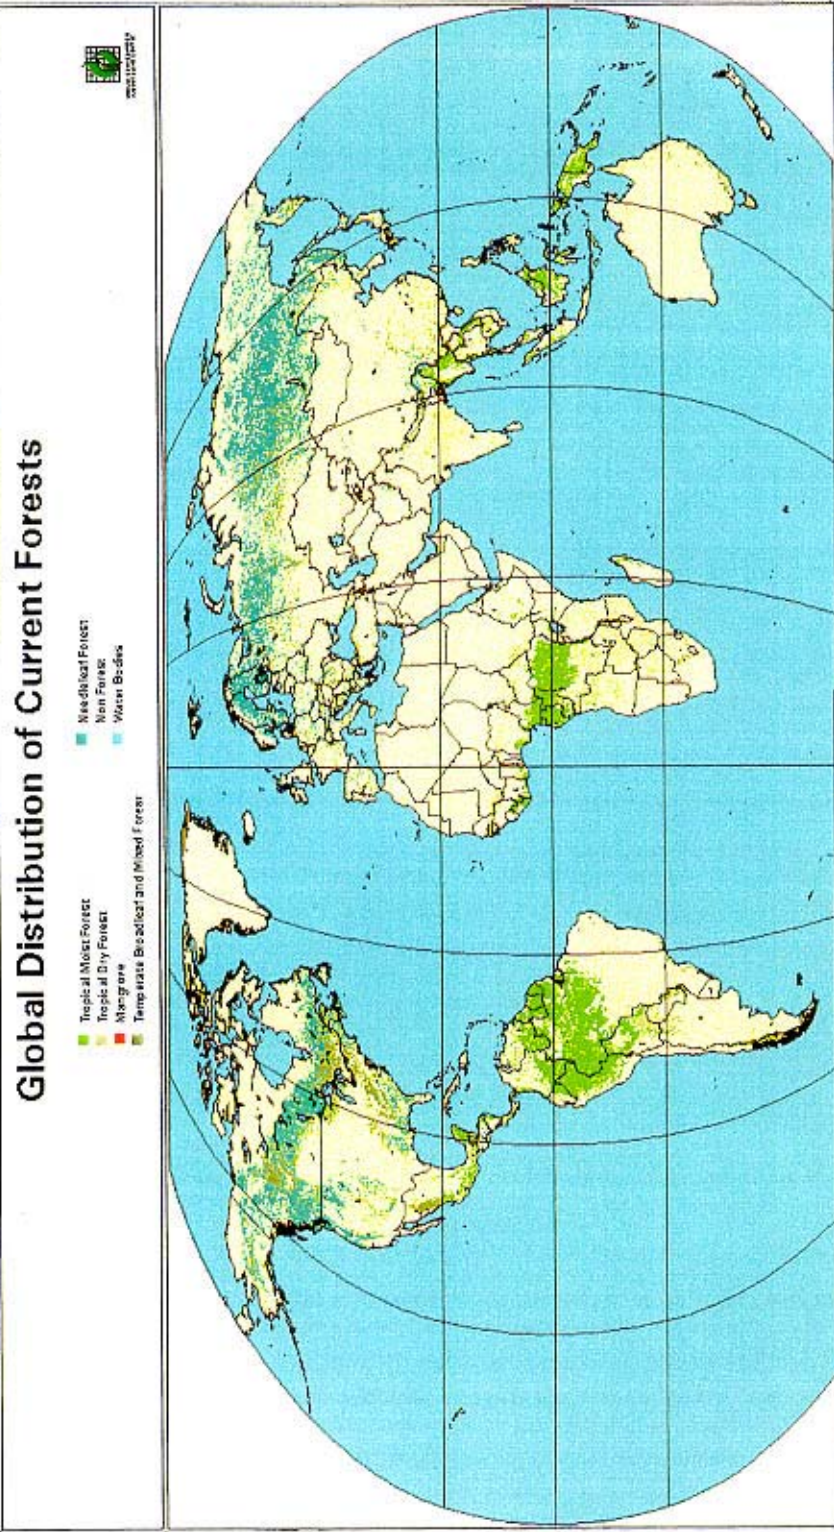 Global Distribution of Current Forests
Tropical Moist Forest
Tropical Dry Forest
Mangrove
Temperate Broadleaf and Mixed Forest
Needleleaf Forest
Non Forest
Water Bodies